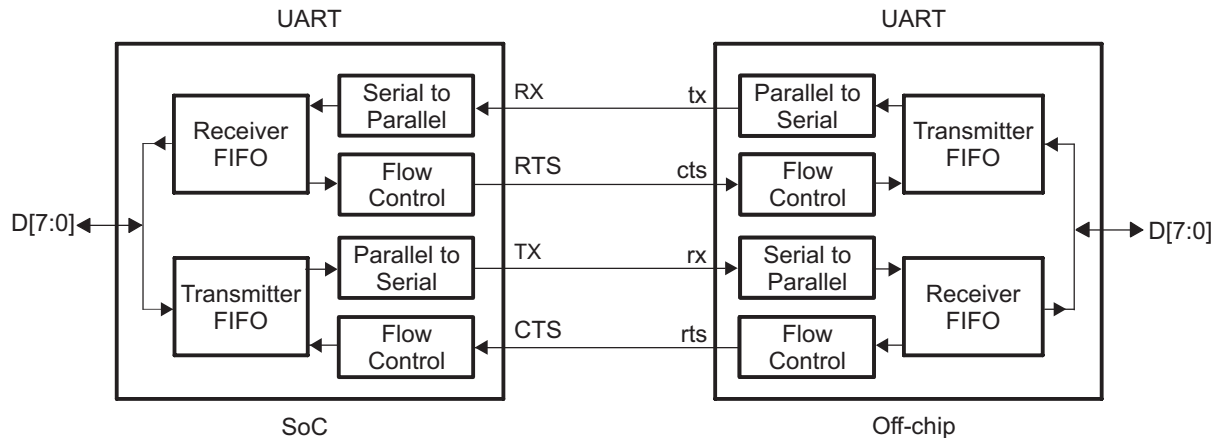 UART
UART
Serial to
Parallel
RX
tx
Parallel to
Serial
Receiver
FIFO
Transmitter
FIFO
Flow
Control
RTS
cts
Flow
Control
D[7:0]
D[7:0]
Parallel to
Serial
TX
rx
Serial to
Parallel
Transmitter
FIFO
Receiver
FIFO
Flow
Control
CTS
rts
Flow
Control
SoC
Off-chip